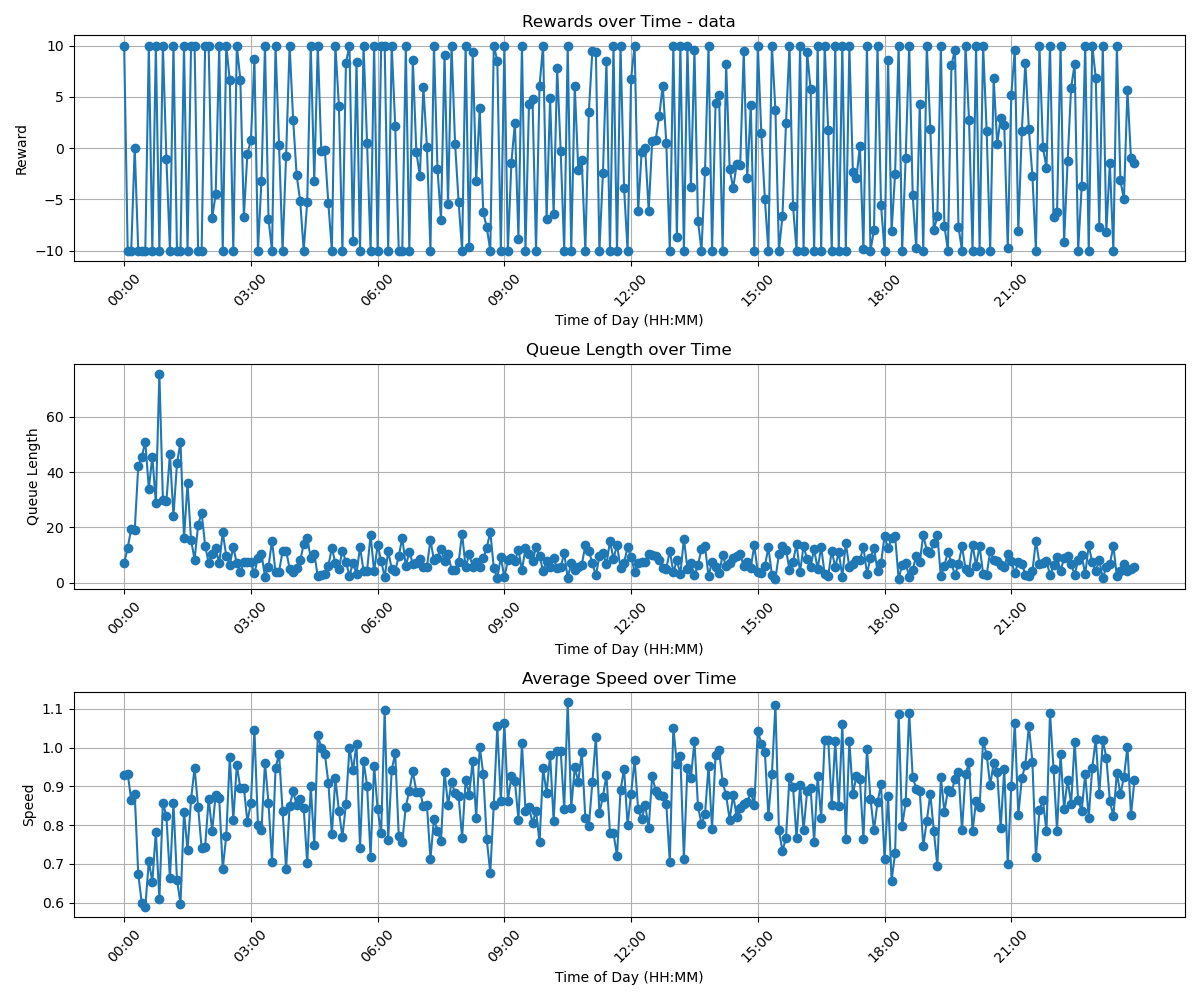 Rewards over Time - data
10
5
0
−5
−10
Reward
00:00 03:00 06:00 09:00 12:00 15:00 18:00 21:00
Time of Day (HH:MM)
Queue Length over Time
60
40
20
0
Queue Length
00:00 03:00 06:00 09:00 12:00 15:00 18:00 21:00
Time of Day (HH:MM)
Average Speed over Time
1.1
1.0
0.9
0.8
0.7
0.6
Speed
00:00 03:00 06:00 09:00 12:00 15:00 18:00 21:00
Time of Day (HH:MM)